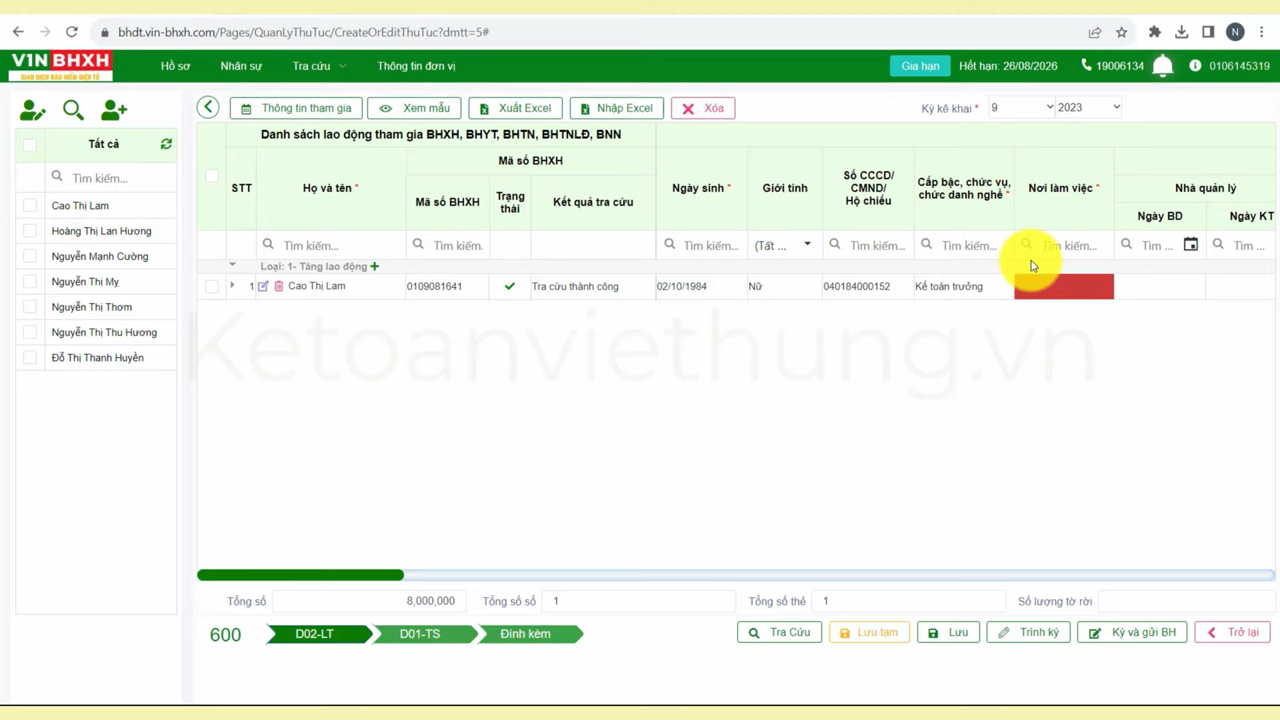 bhdt.vin-bhxh.com/Pages/QuanLyThuTuc/CreateOrEditThuTuc?dmtt=5#
N
V1N BHXH
GIAO DỊCH BẢO HIỂM ĐIỆN TỬ
Hồ sơ Nhân sự Tra cứu Thông tin đơn vị Gia hạn Hết hạn: 26/08/2026 19006134 0106145319
Thông tin tham gia Xem mẫu Xuất Excel Nhập Excel Xóa Kỳ kê khai * 9 2023
Tất cả
Tìm kiếm...
Cao Thị Lam
Hoàng Thị Lan Hương
Nguyễn Mạnh Cường
Nguyễn Thị My
Nguyễn Thị Thơm
Nguyễn Thị Thu Hương
Đỗ Thị Thanh Huyền
Danh sách lao động tham gia BHXH, BHYT, BHTN, BHTNLĐ, BNN
STT
Họ và tên *
Mã số BHXH
Mã số BHXH
Trạng
thái
Kết quả tra cứu
Ngày sinh *
Giới tính
Số CCCD/
CMND/
Hộ chiếu
Cấp bậc, chức vụ,
chức danh nghề *
Nơi làm việc *
Nhà quản lý
Ngày BD
Ngày KT
Tìm kiếm... Tìm kiếm. Tìm kiếm... (Tất ... Tìm kiếm... Tìm kiếm... Tìm kiếm... Tìm ... Tìm ...
Loại: 1- Tăng lao động
1 Cao Thị Lam 0109081641 Tra cứu thành công 02/10/1984 Nữ 040184000152 Kế toán trưởng
Ketoanviethung.vn
Tổng số 8,000,000 Tổng số sổ 1 Tổng số thẻ 1 Số lượng tờ rời
600 D02-LT D01-TS Đính kèm Tra Cứu Lưu tạm Lưu Trình ký Ký và gửi BH Trở lại